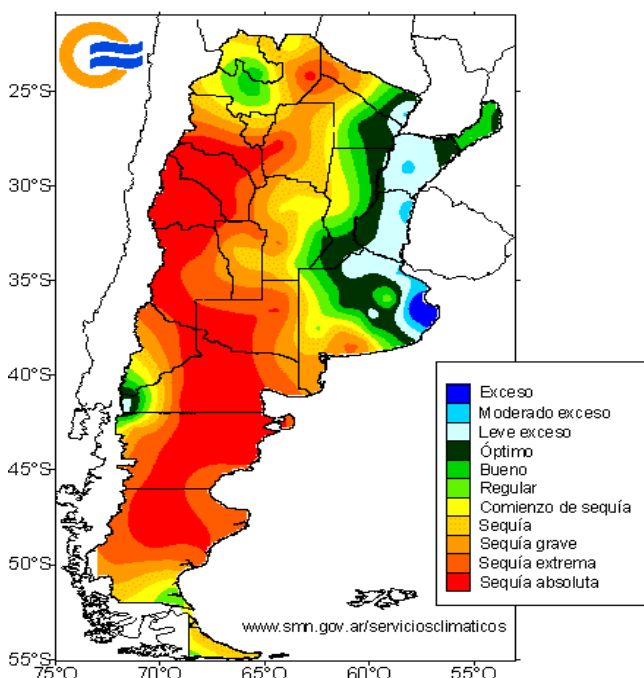 25°S
30°S
35°S
40°S
45°S
50°S
55°S
75°O
70°O
65°O
60°O
55°O
Exceso
Moderado exceso
Leve exceso
Óptimo
Bueno
Regular
Comienzo de sequía
Sequía
Sequía grave
Sequía extrema
Sequía absoluta
www.smn.gov.ar/serviciosclimaticos